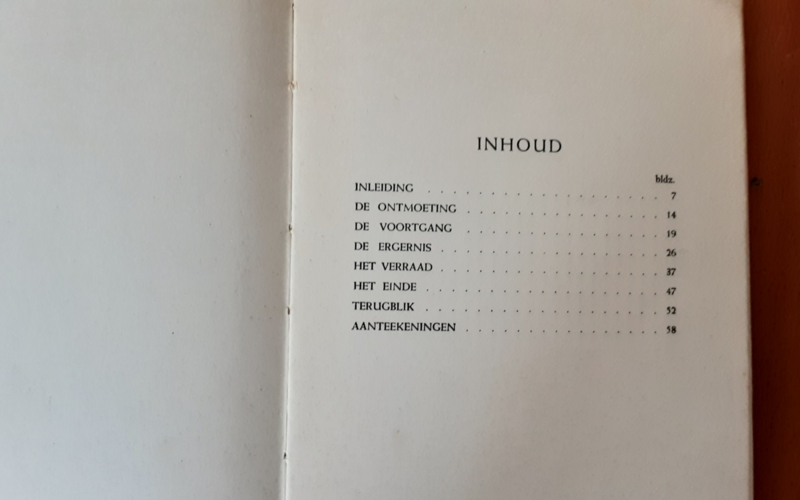 INHOUD
bldz.
INLEIDING . . . . . . . . . . . . . . . . . . . 7
DE ONTMOETING . . . . . . . . . . . . . . . . 14
DE VOORTGANG . . . . . . . . . . . . . . . . 19
DE ERGERNIS . . . . . . . . . . . . . . . . . . 26
HET VERRAAD . . . . . . . . . . . . . . . . . . 37
HET EINDE . . . . . . . . . . . . . . . . . . . 47
TERUGBLIK . . . . . . . . . . . . . . . . . . . 52
AANTEEKENINGEN . . . . . . . . . . . . . . . . 58